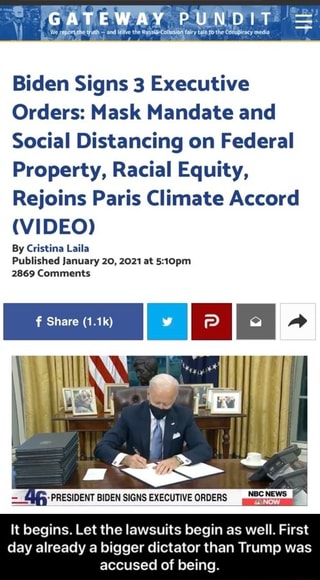 GATEWAY PUNDIT
We report the truth — and leave the Russia-Collusion fairy tale to the Conspiracy media
Biden Signs 3 Executive
Orders: Mask Mandate and
Social Distancing on Federal
Property, Racial Equity,
Rejoins Paris Climate Accord
(VIDEO)
By Cristina Laila
Published January 20, 2021 at 5:10pm
2869 Comments
f Share (1.1k)
46 PRESIDENT BIDEN SIGNS EXECUTIVE ORDERS
NBC NEWS
NOW
It begins. Let the lawsuits begin as well. First
day already a bigger dictator than Trump was
accused of being.